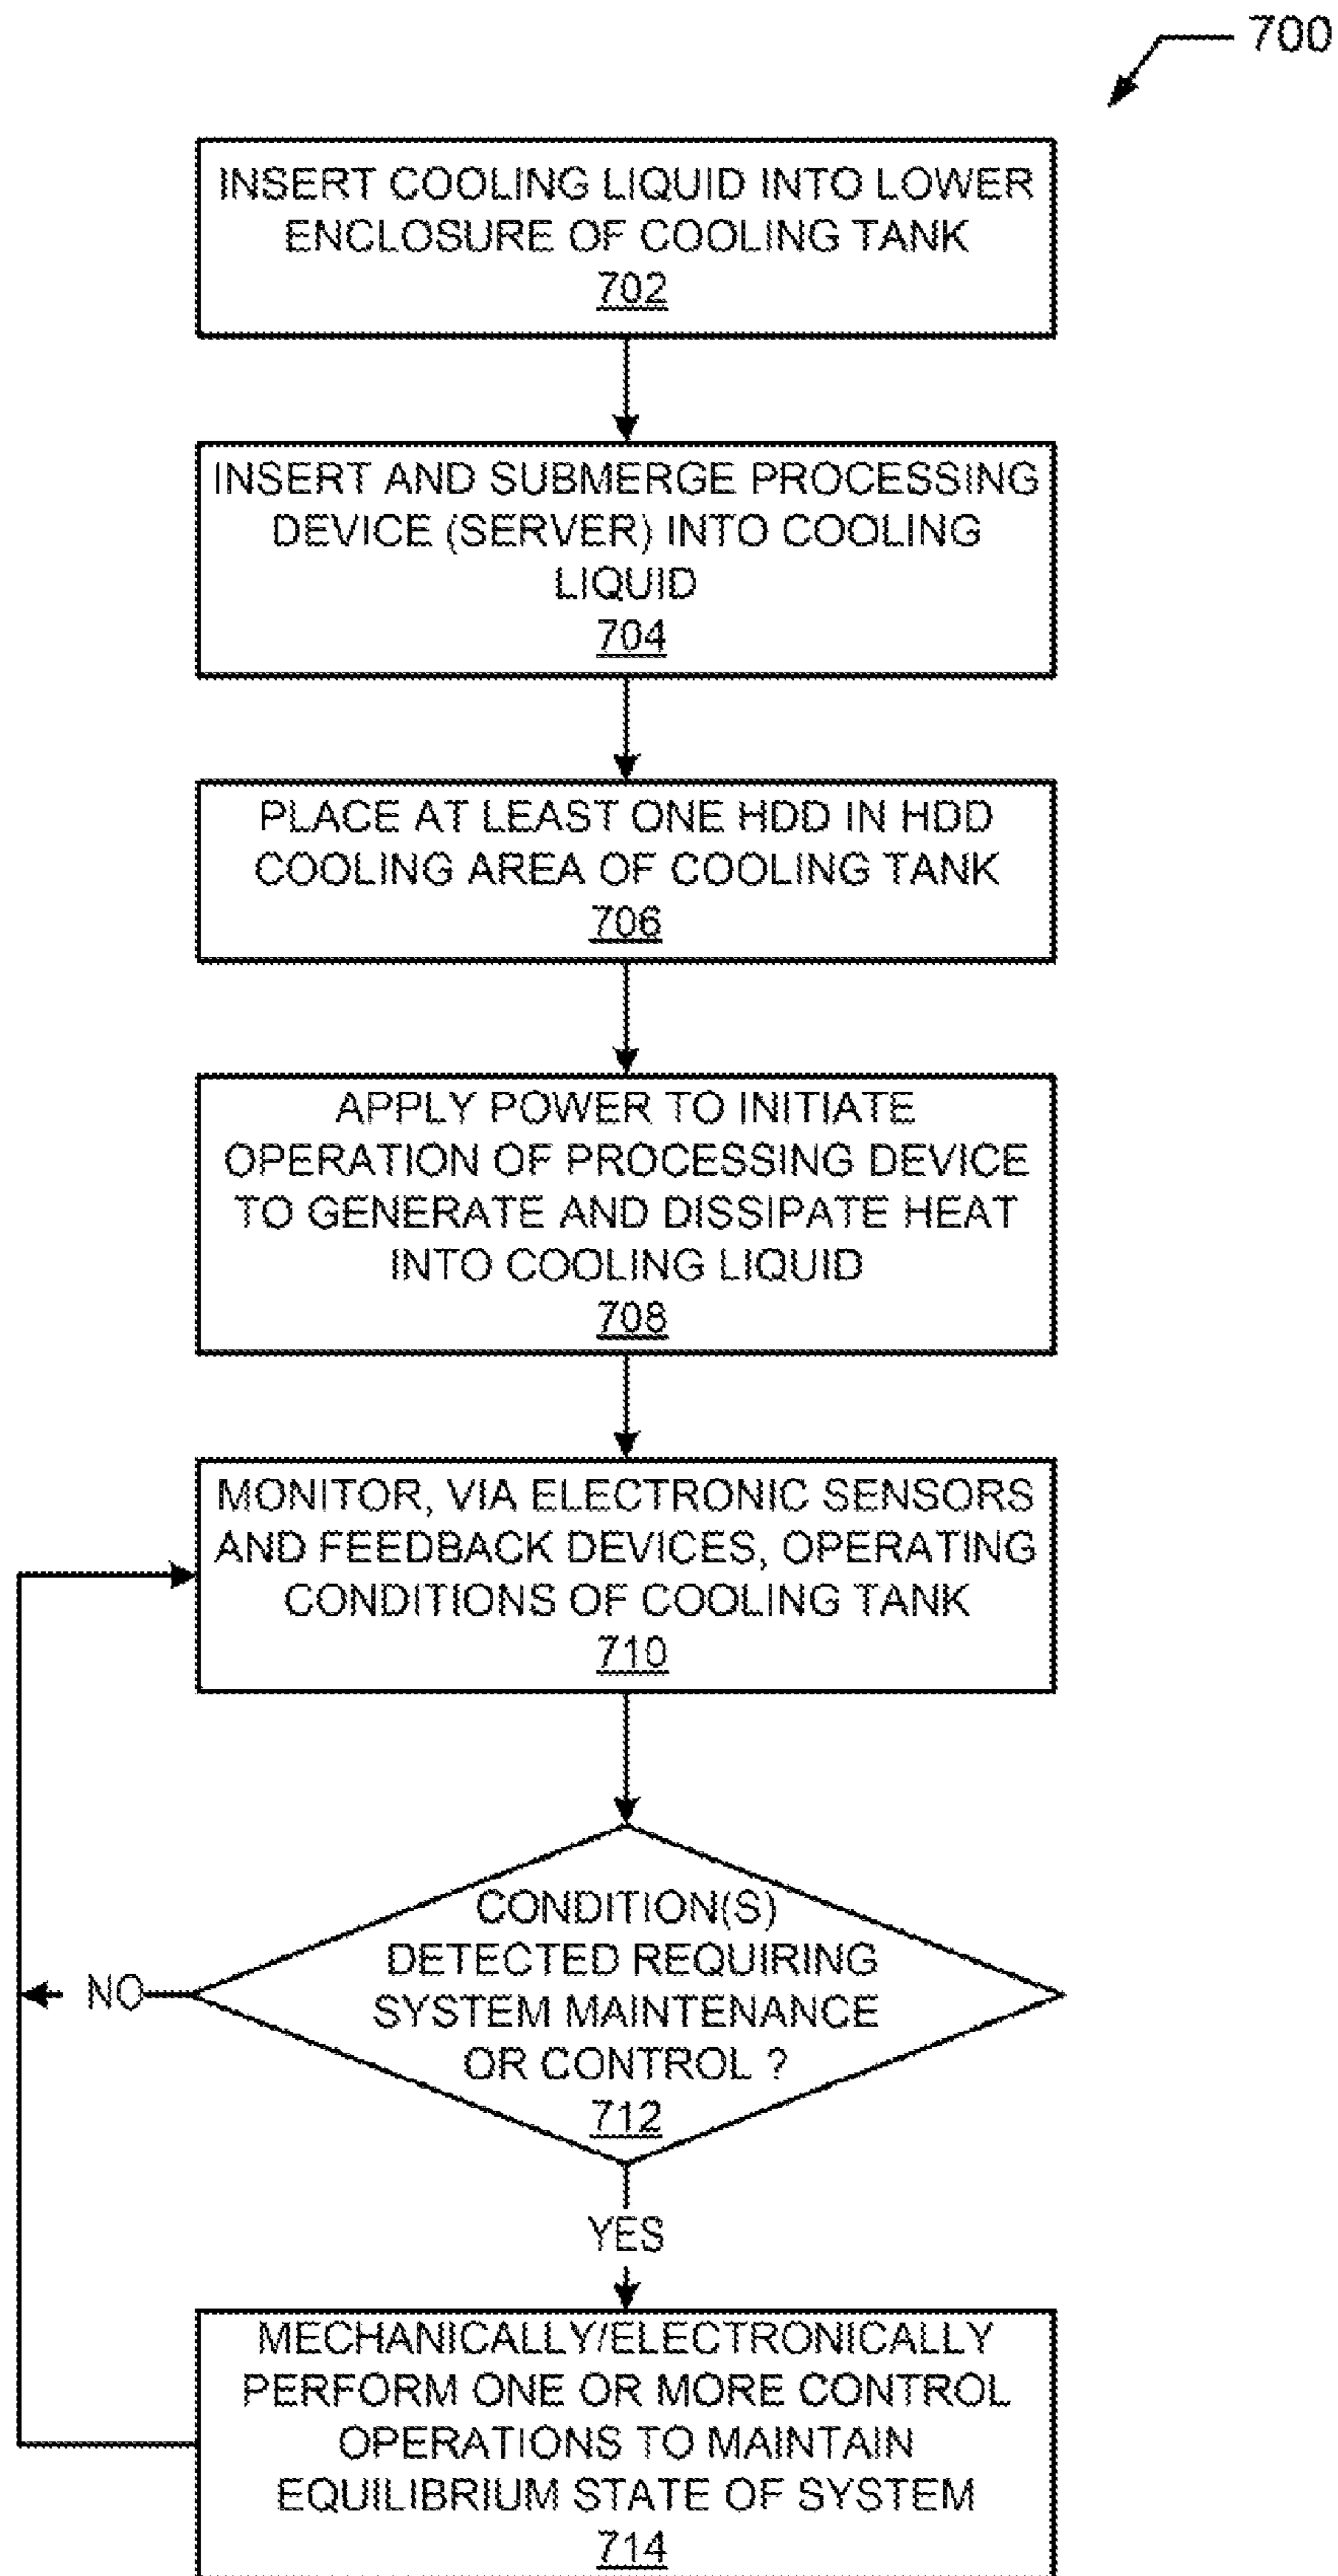 700
INSERT COOLING LIQUID INTO LOWER
ENCLOSURE OF COOLING TANK
702
INSERT AND SUBMERGE PROCESSING
DEVICE (SERVER) INTO COOLING
LIQUID
704
PLACE AT LEAST ONE HDD IN HDD
COOLING AREA OF COOLING TANK
706
APPLY POWER TO INITIATE
OPERATION OF PROCESSING DEVICE
TO GENERATE AND DISSIPATE HEAT
INTO COOLING LIQUID
708
MONITOR, VIA ELECTRONIC SENSORS
AND FEEDBACK DEVICES, OPERATING
CONDITIONS OF COOLING TANK
710
CONDITION(S)
DETECTED REQUIRING
SYSTEM MAINTENANCE
OR CONTROL ?
712
NO
YES
MECHANICALLY/ELECTRONICALLY
PERFORM ONE OR MORE CONTROL
OPERATIONS TO MAINTAIN
EQUILIBRIUM STATE OF SYSTEM
714